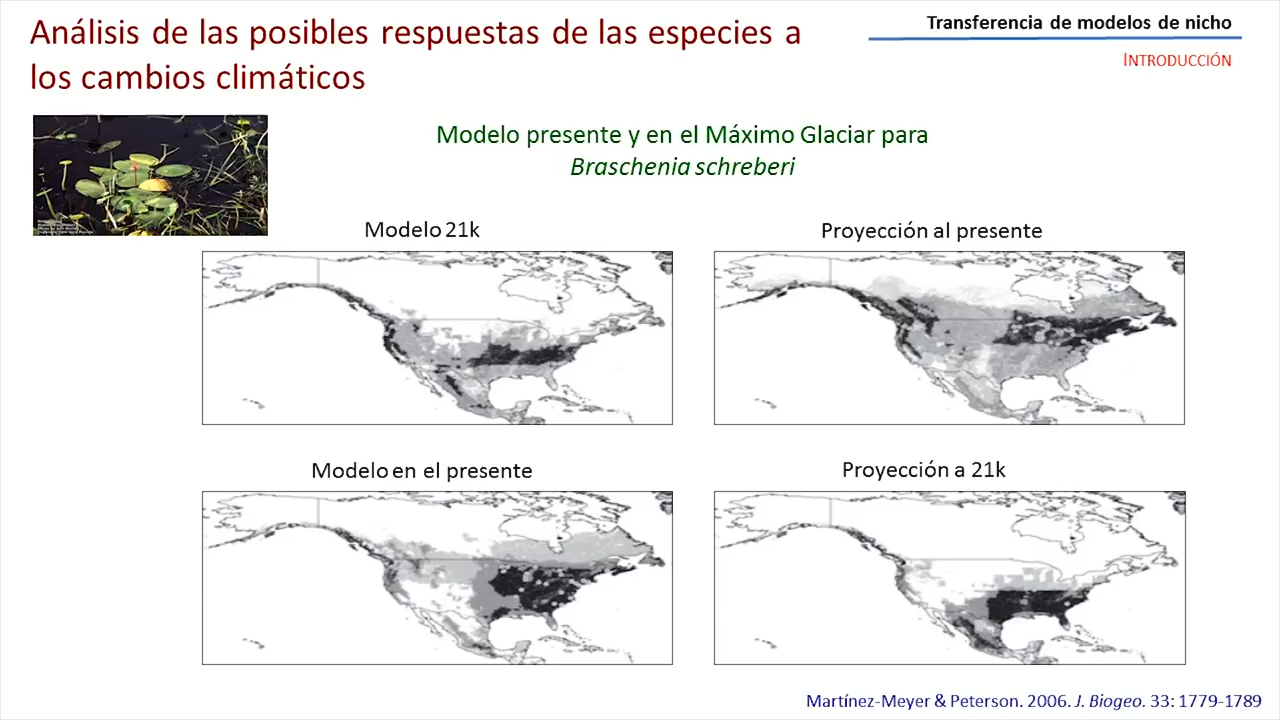 Análisis de las posibles respuestas de las especies a
los cambios climáticos
Transferencia de modelos de nicho
INTRODUCCIÓN
Modelo presente y en el Máximo Glaciar para
Braschenia schreberi
Modelo 21k
Proyección al presente
Modelo en el presente
Proyección a 21k
Martínez-Meyer & Peterson. 2006. J. Biogeo. 33: 1779-1789